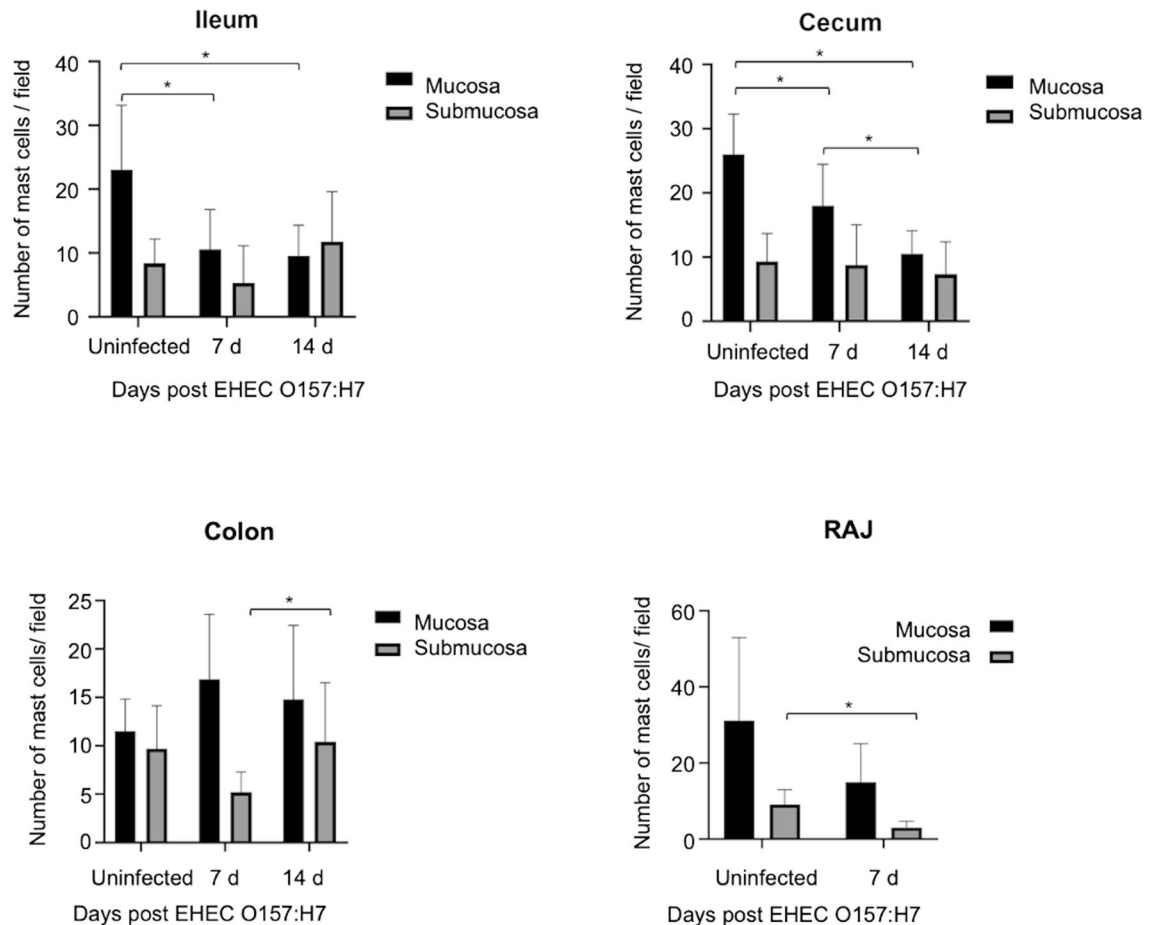 Ileum
Number of mast cells / field
40
30
20
10
0
*
*
Mucosa
Submucosa
Uninfected 7 d 14 d
Days post EHEC O157:H7
Cecum
Number of mast cells / field
40
30
20
10
0
*
*
*
Mucosa
Submucosa
Uninfected 7 d 14 d
Days post EHEC O157:H7
Colon
Number of mast cells/ field
25
20
15
10
5
0
*
Mucosa
Submucosa
Uninfected 7 d 14 d
Days post EHEC O157:H7
RAJ
Number of mast cells/ field
60
40
20
0
Mucosa
Submucosa
*
Uninfected 7 d
Days post EHEC O157:H7